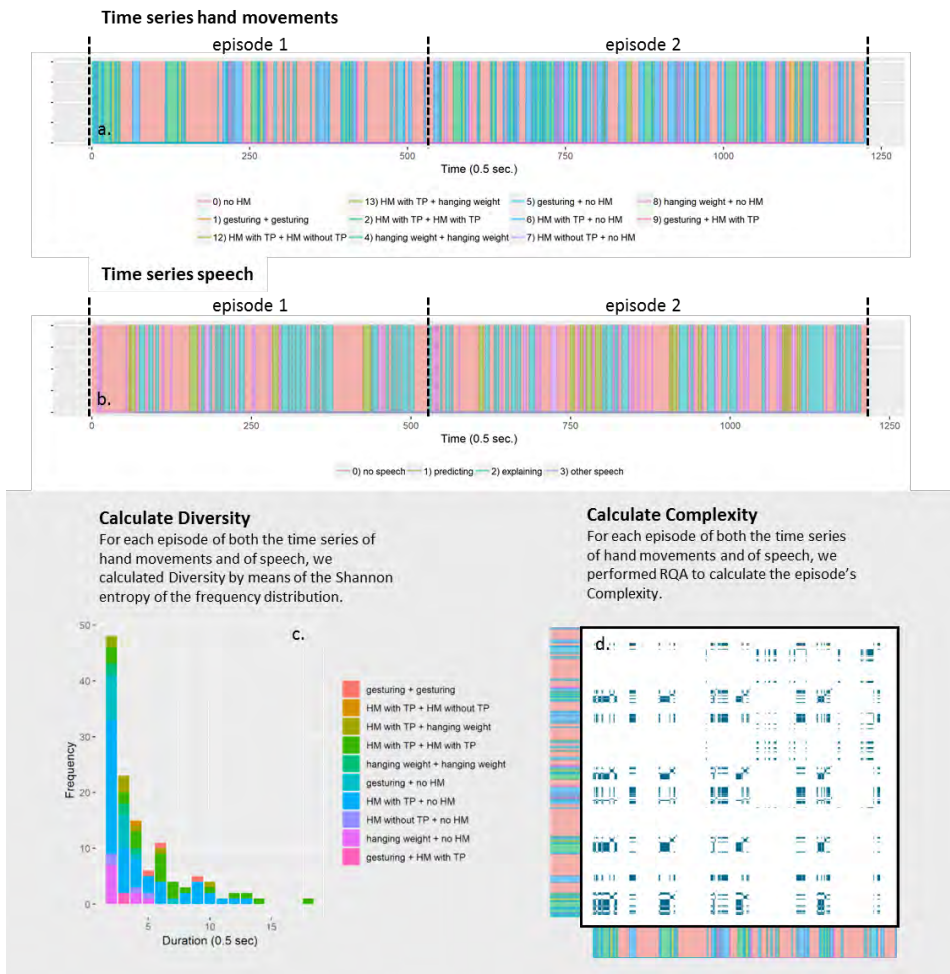 Time series hand movements
episode 1
episode 2
a.
0
250
500
750
1000
1250
Time (0.5 sec.)
0) no HM
13) HM with TP + hanging weight
5) gesturing + no HM
8) hanging weight + no HM
1) gesturing + gesturing
2) HM with TP + HM with TP
6) HM with TP + no HM
9) gesturing + HM with TP
12) HM with TP + HM without TP
4) hanging weight + hanging weight
7) HM without TP + no HM
Time series speech
episode 1
episode 2
b.
0
250
500
750
1000
1250
Time (0.5 sec.)
0) no speech
1) predicting
2) explaining
3) other speech
Calculate Diversity
For each episode of both the time series of
hand movements and of speech, we
calculated Diversity by means of the Shannon
entropy of the frequency distribution.
Calculate Complexity
For each episode of both the time series
of hand movements and of speech, we
performed RQA to calculate the episode's
Complexity.
c.
50
40
30
20
10
0
Frequency
5
10
15
Duration (0.5 sec)
gesturing + gesturing
HM with TP + HM without TP
HM with TP + hanging weight
HM with TP + HM with TP
hanging weight + hanging weight
gesturing + no HM
HM with TP + no HM
HM without TP + no HM
hanging weight + no HM
gesturing + HM with TP
d.